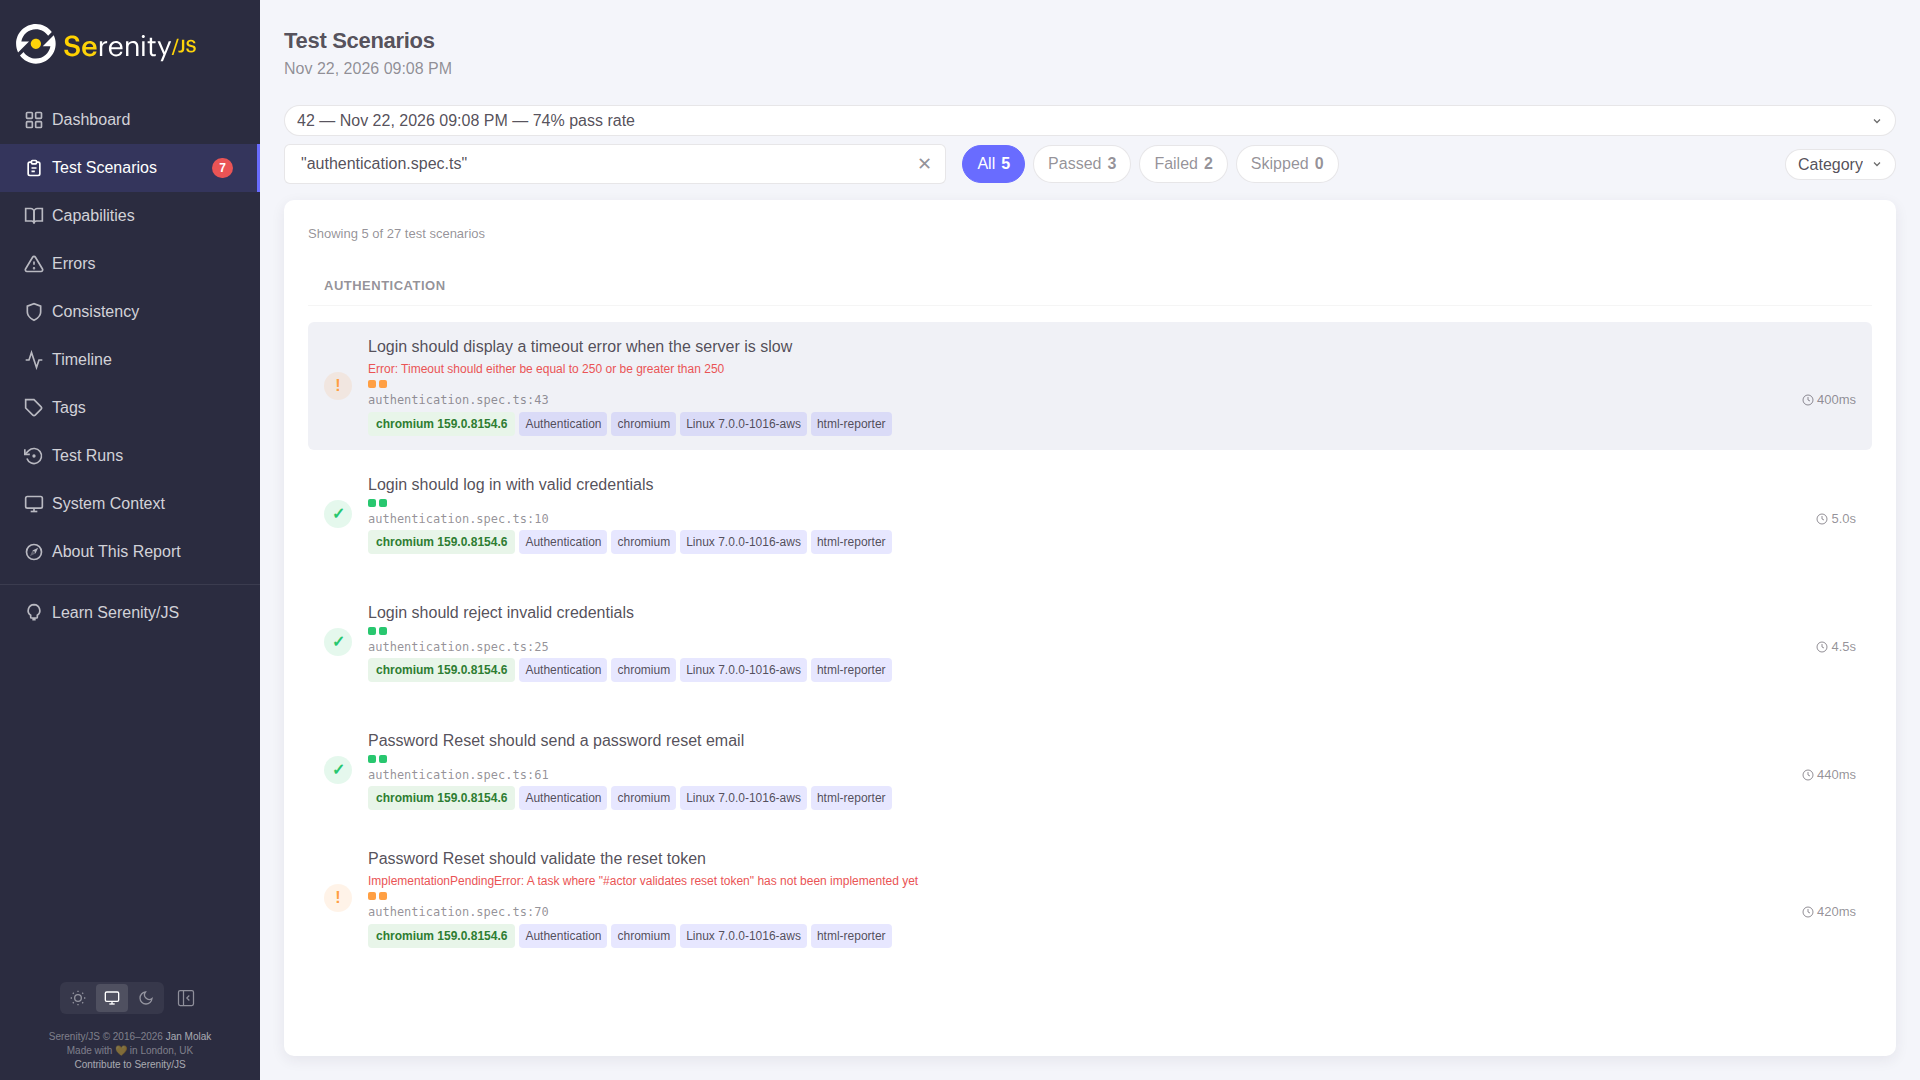 Serenity/JS
Dashboard
Test Scenarios 7
Capabilities
Errors
Consistency
Timeline
Tags
Test Runs
System Context
About This Report
Learn Serenity/JS
Serenity/JS © 2016–2026 Jan Molak
Made with 🤎 in London, UK
Contribute to Serenity/JS
Test Scenarios
Nov 22, 2026 09:08 PM
42 — Nov 22, 2026 09:08 PM — 74% pass rate
"authentication.spec.ts" ✕ All 5 Passed 3 Failed 2 Skipped 0 Category
Showing 5 of 27 test scenarios
AUTHENTICATION
Login should display a timeout error when the server is slow
Error: Timeout should either be equal to 250 or be greater than 250
!
authentication.spec.ts:43 400ms
chromium 159.0.8154.6 Authentication chromium Linux 7.0.0-1016-aws html-reporter
Login should log in with valid credentials
✓
authentication.spec.ts:10 5.0s
chromium 159.0.8154.6 Authentication chromium Linux 7.0.0-1016-aws html-reporter
Login should reject invalid credentials
✓
authentication.spec.ts:25 4.5s
chromium 159.0.8154.6 Authentication chromium Linux 7.0.0-1016-aws html-reporter
Password Reset should send a password reset email
✓
authentication.spec.ts:61 440ms
chromium 159.0.8154.6 Authentication chromium Linux 7.0.0-1016-aws html-reporter
Password Reset should validate the reset token
ImplementationPendingError: A task where "#actor validates reset token" has not been implemented yet
!
authentication.spec.ts:70 420ms
chromium 159.0.8154.6 Authentication chromium Linux 7.0.0-1016-aws html-reporter